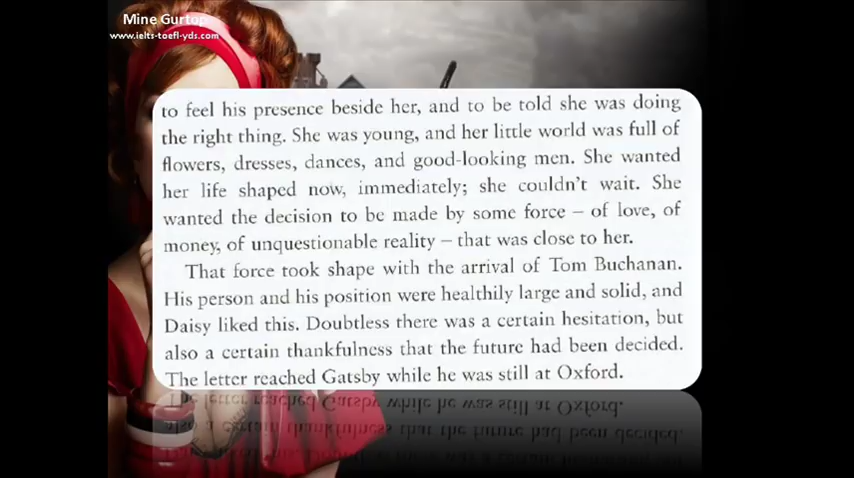 Mine Gurtop
www.ielts-toefl-yds.com
to feel his presence beside her, and to be told she was doing
the right thing. She was young, and her little world was full of
flowers, dresses, dances, and good-looking men. She wanted
her life shaped now, immediately; she couldn't wait. She
wanted the decision to be made by some force – of love, of
money, of unquestionable reality – that was close to her.
That force took shape with the arrival of Tom Buchanan.
His person and his position were healthily large and solid, and
Daisy liked this. Doubtless there was a certain hesitation, but
also a certain thankfulness that the future had been decided.
The letter reached Gatsby while he was still at Oxford.